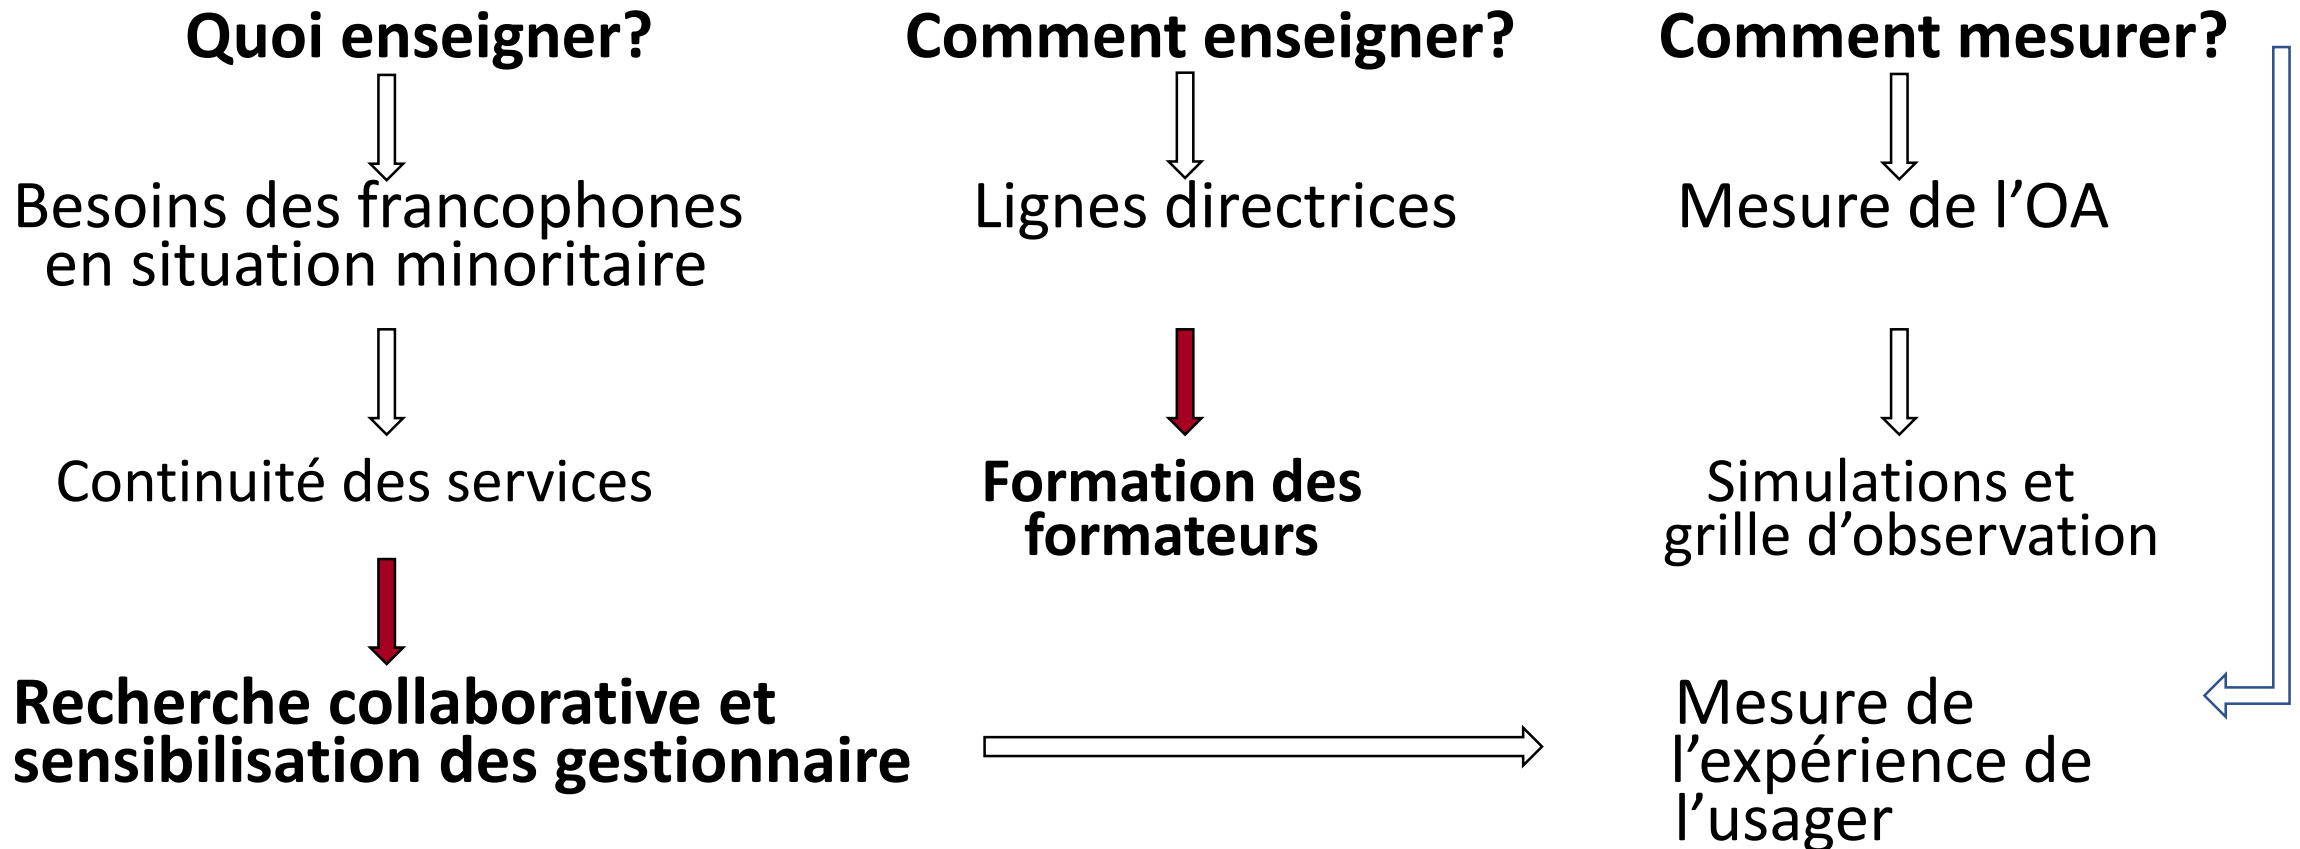 Quoi enseigner?
Comment enseigner?
Comment mesurer?
Besoins des francophones
en situation minoritaire
Lignes directrices
Mesure de l’OA
Continuité des services
Formation des
formateurs
Simulations et
grille d’observation
Recherche collaborative et
sensibilisation des gestionnaire
Mesure de
l’expérience de
l’usager